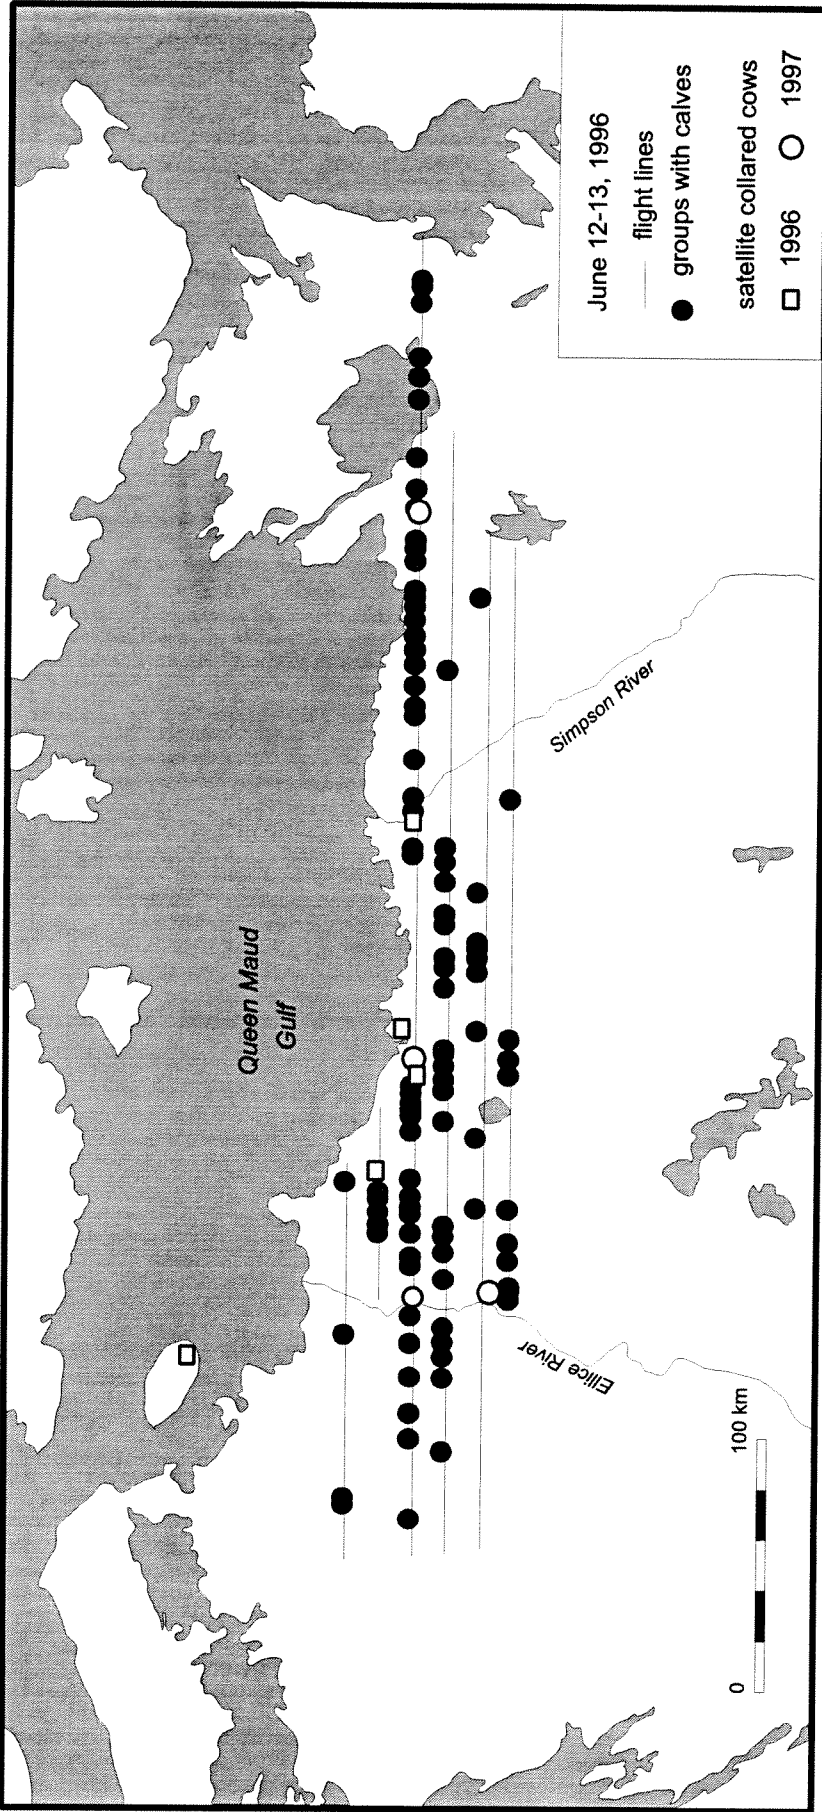 Queen Maud
Gulf
Simpson River
Ellice River
0
100 km
June 12-13, 1996
flight lines
groups with calves
satellite collared cows
1996
1997